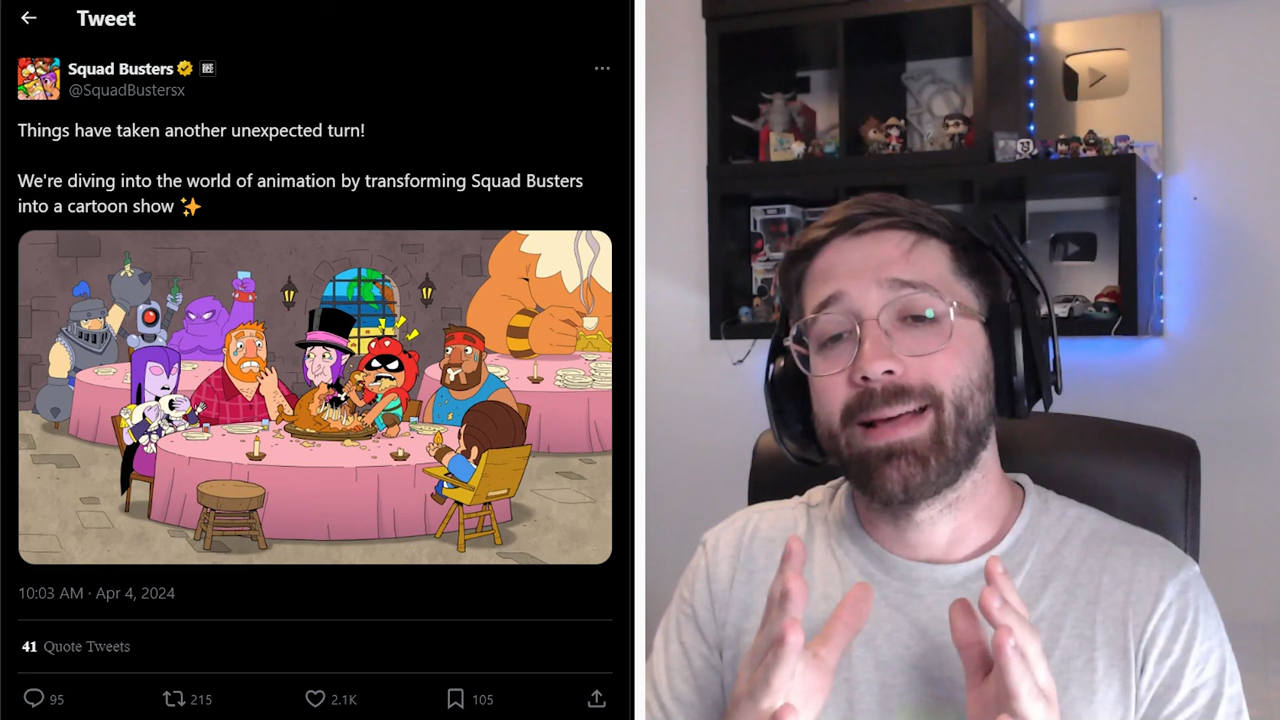 Tweet
Squad Busters
@SquadBustersx
Things have taken another unexpected turn!
We're diving into the world of animation by transforming Squad Busters
into a cartoon show ✨
10:03 AM · Apr 4, 2024
41 Quote Tweets
95 215 2.1K 105